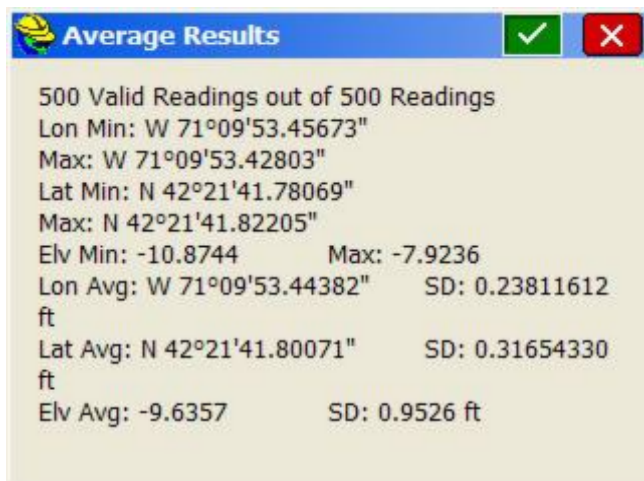 Average Results
500 Valid Readings out of 500 Readings
Lon Min: W 71°09'53.45673"
Max: W 71°09'53.42803"
Lat Min: N 42°21'41.78069"
Max: N 42°21'41.82205"
Elv Min: -10.8744 Max: -7.9236
Lon Avg: W 71°09'53.44382" SD: 0.23811612
ft
Lat Avg: N 42°21'41.80071" SD: 0.31654330
ft
Elv Avg: -9.6357 SD: 0.9526 ft